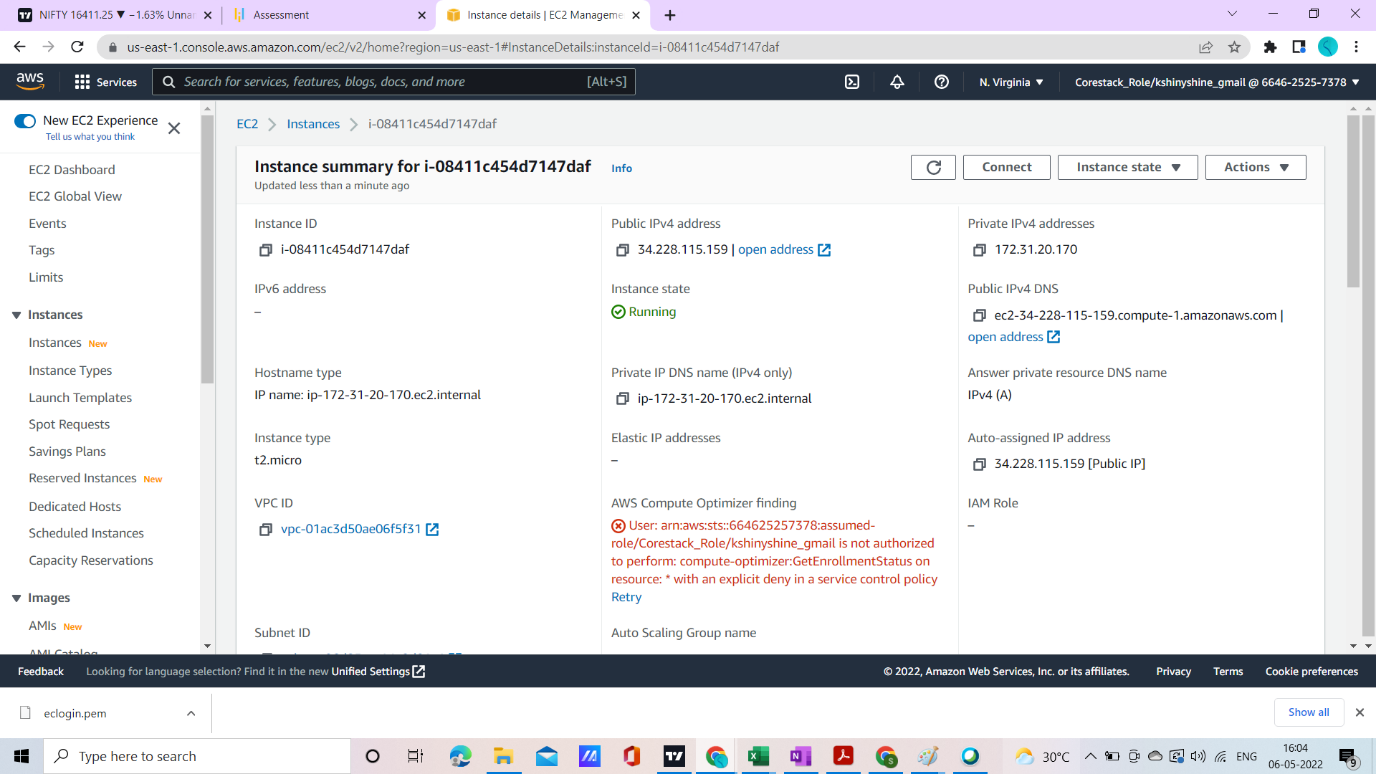 NIFTY 16411.25 ▼ −1.63% Unnar
Assessment
Instance details | EC2 Manageme
us-east-1.console.aws.amazon.com/ec2/v2/home?region=us-east-1#InstanceDetails:instanceId=i-08411c454d7147daf
aws
Services
Search for services, features, blogs, docs, and more
[Alt+S]
N. Virginia ▼
Corestack_Role/kshinyshine_gmail @ 6646-2525-7378 ▼
New EC2 Experience
Tell us what you think
EC2 Dashboard
EC2 Global View
Events
Tags
Limits
Instances
Instances New
Instance Types
Launch Templates
Spot Requests
Savings Plans
Reserved Instances New
Dedicated Hosts
Scheduled Instances
Capacity Reservations
Images
AMIs New
AMI Catalog
EC2 > Instances > i-08411c454d7147daf
Instance summary for i-08411c454d7147daf Info
Updated less than a minute ago
Connect
Instance state ▼
Actions ▼
Instance ID
i-08411c454d7147daf
Public IPv4 address
34.228.115.159 | open address
Private IPv4 addresses
172.31.20.170
IPv6 address
–
Instance state
Running
Public IPv4 DNS
ec2-34-228-115-159.compute-1.amazonaws.com |
open address
Hostname type
IP name: ip-172-31-20-170.ec2.internal
Private IP DNS name (IPv4 only)
ip-172-31-20-170.ec2.internal
Answer private resource DNS name
IPv4 (A)
Instance type
t2.micro
Elastic IP addresses
–
Auto-assigned IP address
34.228.115.159 [Public IP]
VPC ID
vpc-01ac3d50ae06f5f31
AWS Compute Optimizer finding
User: arn:aws:sts::664625257378:assumed-
role/Corestack_Role/kshinyshine_gmail is not authorized
to perform: compute-optimizer:GetEnrollmentStatus on
resource: * with an explicit deny in a service control policy
Retry
IAM Role
–
Subnet ID
Auto Scaling Group name
Feedback
Looking for language selection? Find it in the new Unified Settings
© 2022, Amazon Web Services, Inc. or its affiliates.
Privacy
Terms
Cookie preferences
eclogin.pem
Show all
Type here to search
30°C
ENG
16:04
06-05-2022
9